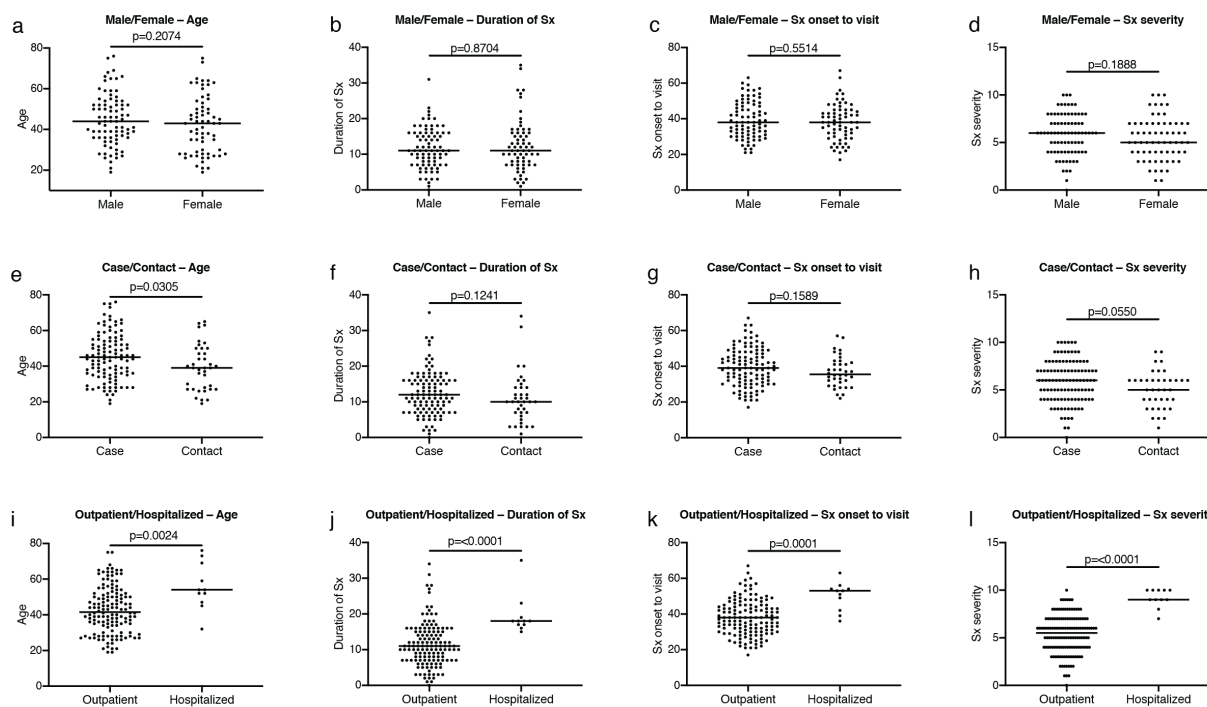 a
Male/Female – Age
p=0.2074
Age
80
60
40
20
Male
Female
b
Male/Female – Duration of Sx
p=0.8704
Duration of Sx
40
30
20
10
0
Male
Female
c
Male/Female – Sx onset to visit
p=0.5514
Sx onset to visit
80
60
40
20
0
Male
Female
d
Male/Female – Sx severity
p=0.1888
Sx severity
15
10
5
0
Male
Female
e
Case/Contact – Age
p=0.0305
Age
80
60
40
20
0
Case
Contact
f
Case/Contact – Duration of Sx
p=0.1241
Duration of Sx
40
30
20
10
0
Case
Contact
g
Case/Contact – Sx onset to visit
p=0.1589
Sx onset to visit
80
60
40
20
0
Case
Contact
h
Case/Contact – Sx severity
p=0.0550
Sx severity
15
10
5
0
Case
Contact
i
Outpatient/Hospitalized – Age
p=0.0024
Age
80
60
40
20
0
Outpatient
Hospitalized
j
Outpatient/Hospitalized – Duration of Sx
p=<0.0001
Duration of Sx
40
30
20
10
0
Outpatient
Hospitalized
k
Outpatient/Hospitalized – Sx onset to visit
p=0.0001
Sx onset to visit
80
60
40
20
0
Outpatient
Hospitalized
l
Outpatient/Hospitalized – Sx severit
p=<0.0001
Sx severity
15
10
5
0
Outpatient
Hospitalized